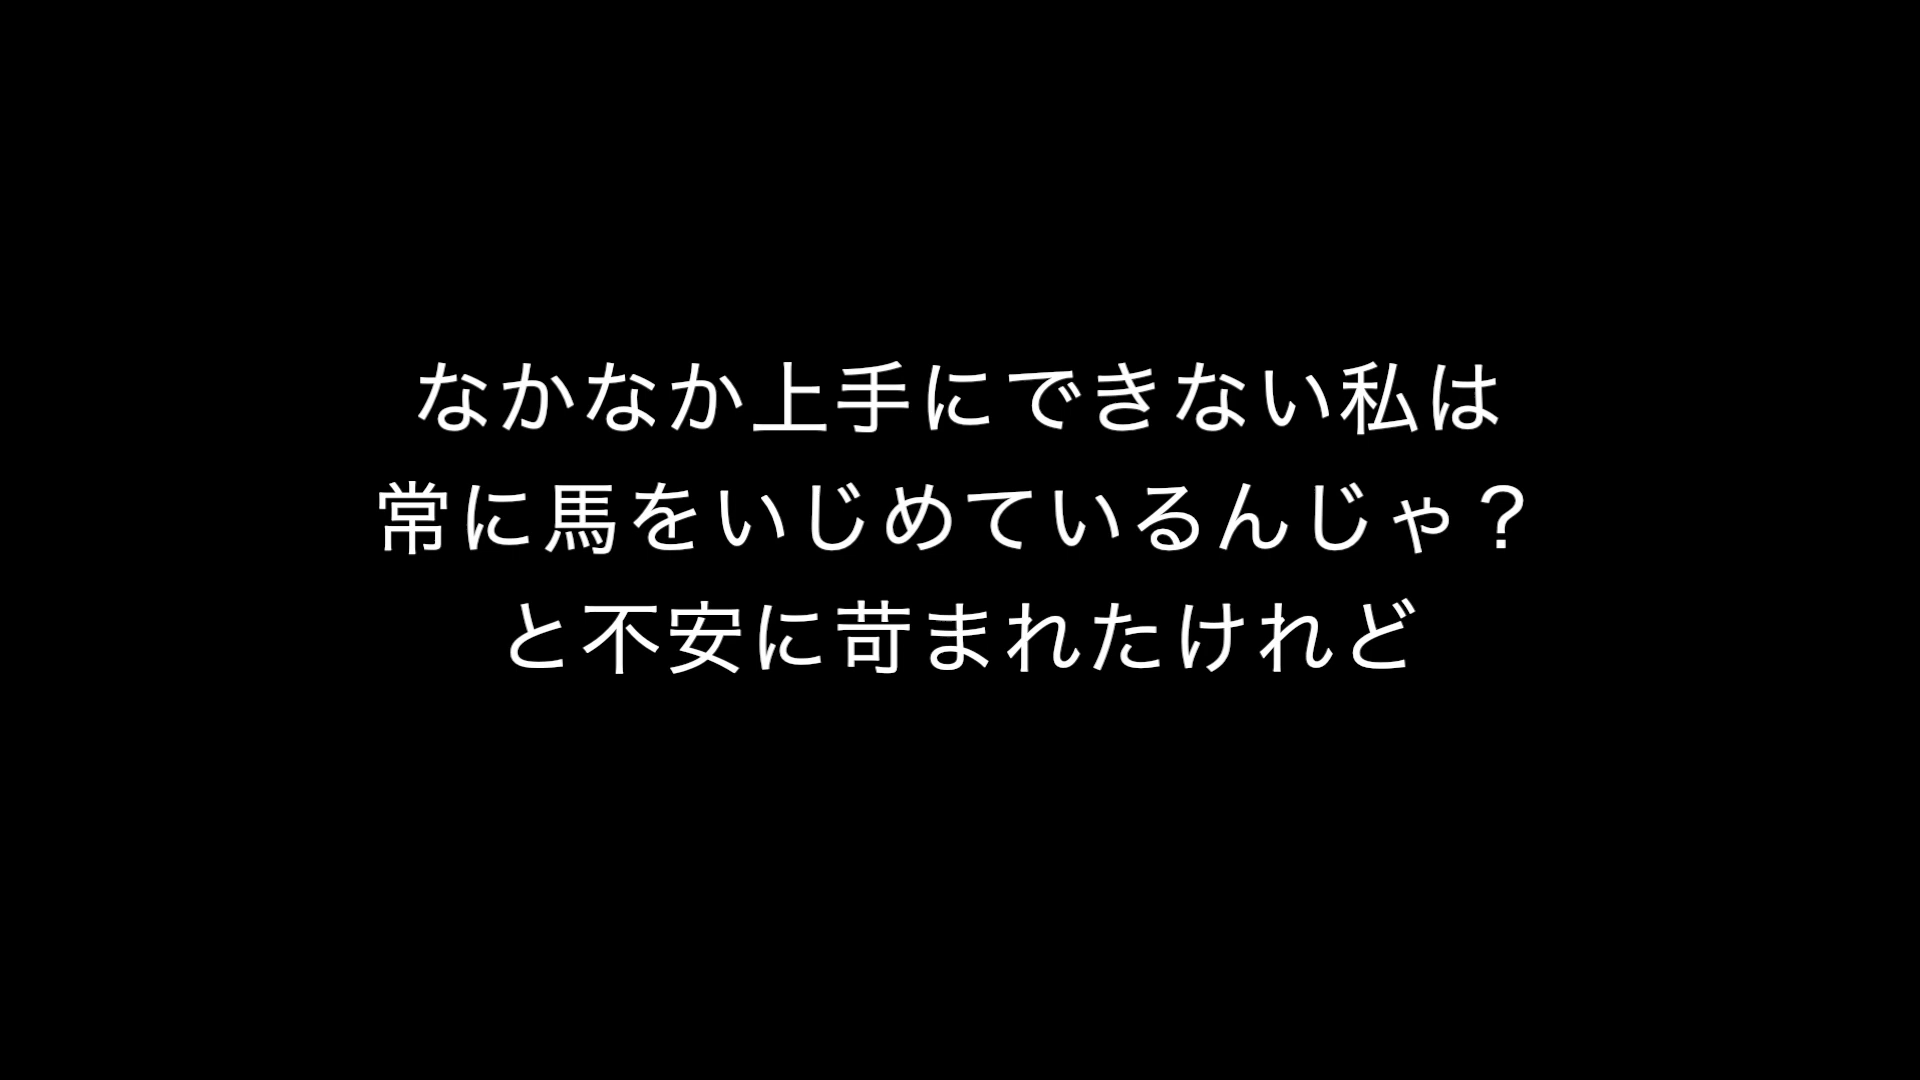 なかなか上手にできない私は
常に馬をいじめているんじゃ？
と不安に苛まれたけれど